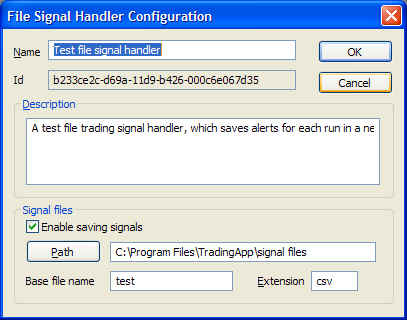 File Signal Handler Configuration
Name Test file signal handler OK
Id b233ce2c-d69a-11d9-b426-000c6e067d35 Cancel
Description
A test file trading signal handler, which saves alerts for each run in a ne
Signal files
Enable saving signals
Path C:\Program Files\TradingApp\signal files
Base file name test Extension csv